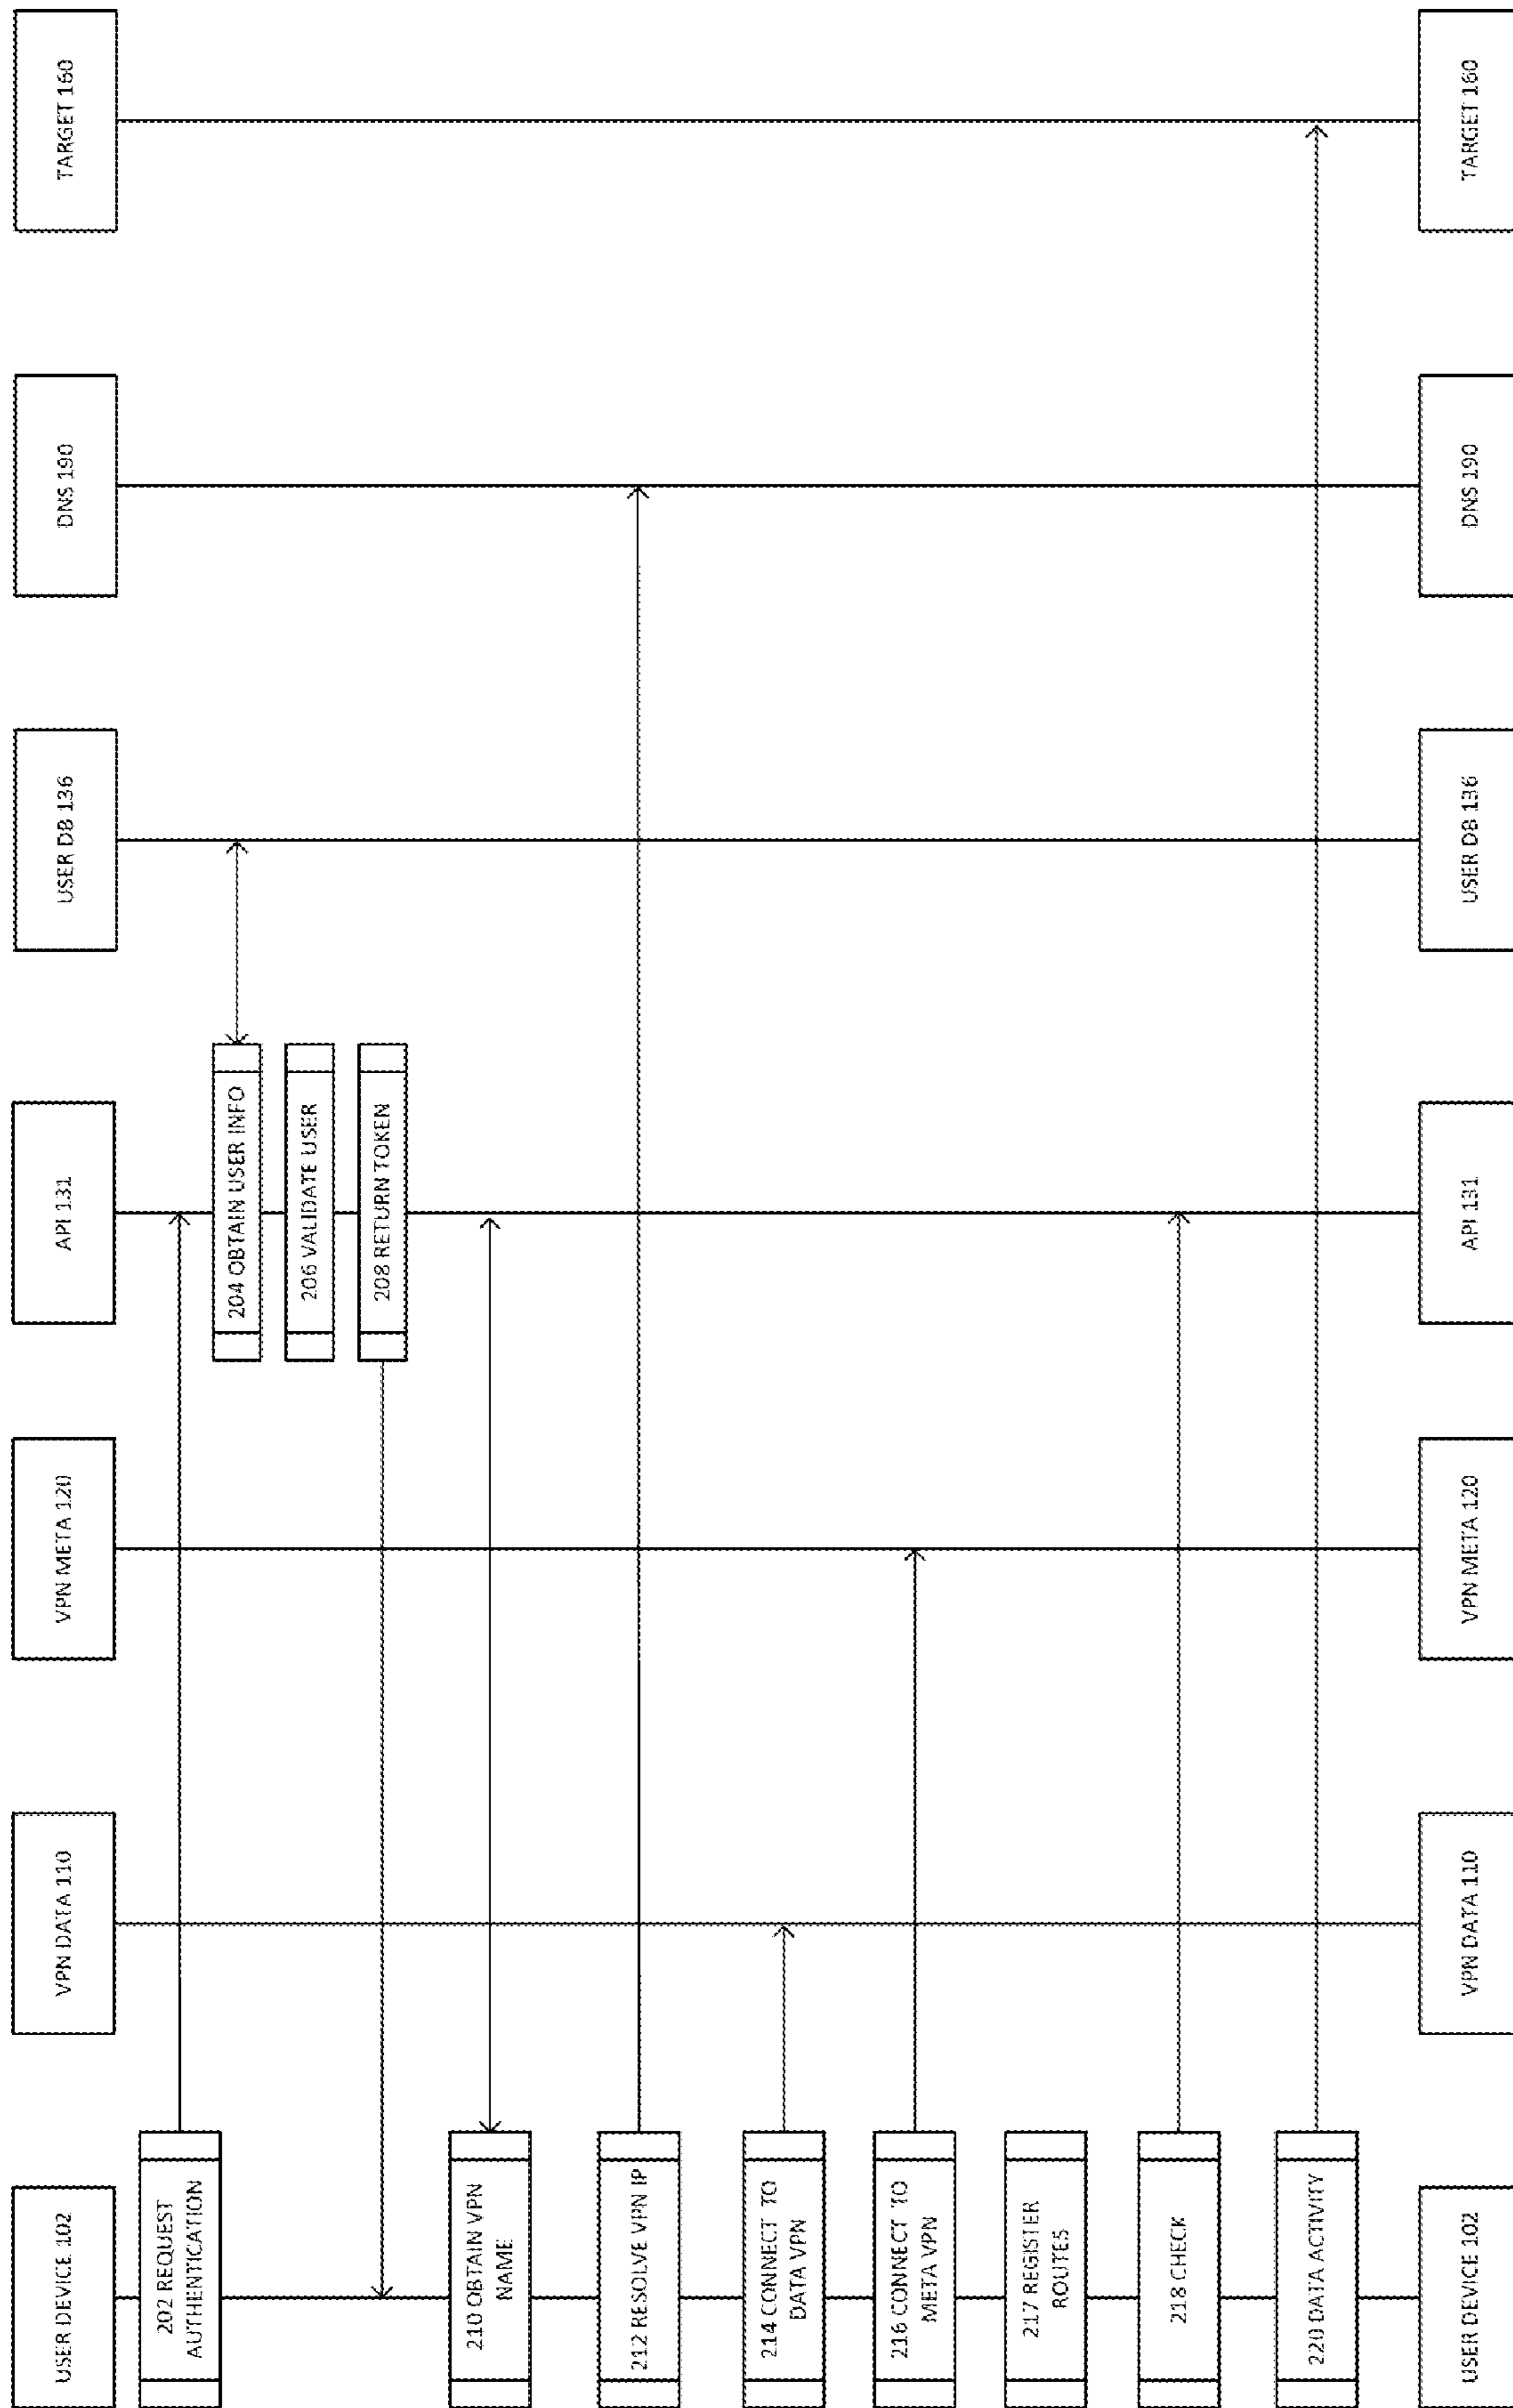 USER DEVICE 102
VPN DATA 110
VPN META 120
API 131
USER DB 136
DNS 190
TARGET 160
202 REQUEST
AUTHENTICATION
204 OBTAIN USER INFO
206 VALIDATE USER
208 RETURN TOKEN
210 OBTAIN VPN
NAME
212 RESOLVE VPN IP
214 CONNECT TO
DATA VPN
216 CONNECT TO
META VPN
217 REGISTER
ROUTES
218 CHECK
220 DATA ACTIVITY
USER DEVICE 102
VPN DATA 110
VPN META 120
API 131
USER DB 136
DNS 190
TARGET 160